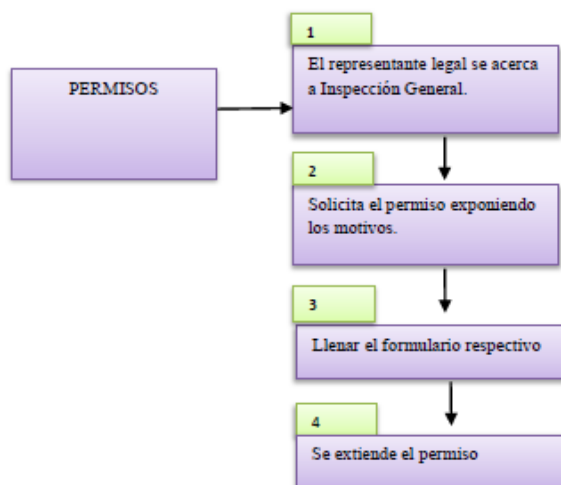 PERMISOS
1
El representante legal se acerca
a Inspección General.
2
Solicita el permiso exponiendo
los motivos.
3
Llenar el formulario respectivo
4
Se extiende el permiso